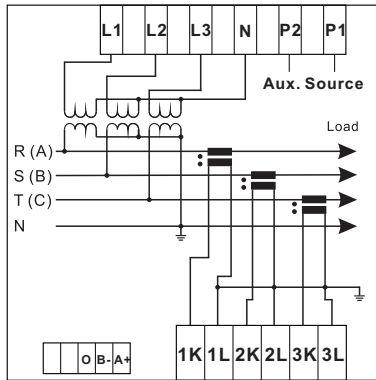 L1 L2 L3 N P2 P1
Aux. Source
Load
R (A)
S (B)
T (C)
N
1K 1L 2K 2L 3K 3L
O B- A+